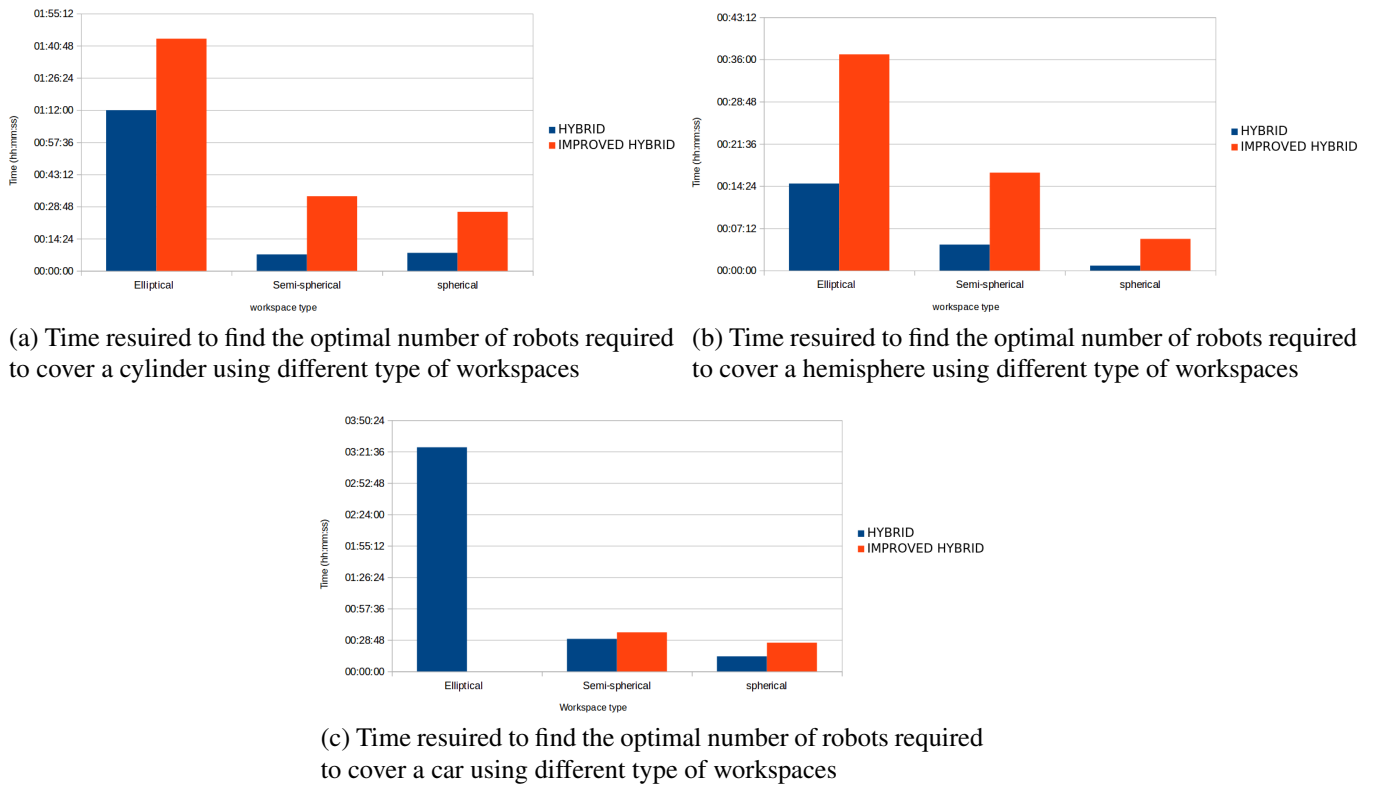 01:55:12
01:40:48
01:26:24
01:12:00
00:57:36
00:43:12
00:28:48
00:14:24
00:00:00
Time (hh:mm:ss)
Elliptical Semi-spherical spherical
workspace type
HYBRID
IMPROVED HYBRID
(a) Time resuired to find the optimal number of robots required
to cover a cylinder using different type of workspaces
00:43:12
00:36:00
00:28:48
00:21:36
00:14:24
00:07:12
00:00:00
Time (hh:mm:ss)
Elliptical Semi-spherical spherical
workspace type
HYBRID
IMPROVED HYBRID
(b) Time resuired to find the optimal number of robots required
to cover a hemisphere using different type of workspaces
03:50:24
03:21:36
02:52:48
02:24:00
01:55:12
01:26:24
00:57:36
00:28:48
00:00:00
Time (hh:mm:ss)
Elliptical Semi-spherical spherical
Workspace type
HYBRID
IMPROVED HYBRID
(c) Time resuired to find the optimal number of robots required
to cover a car using different type of workspaces